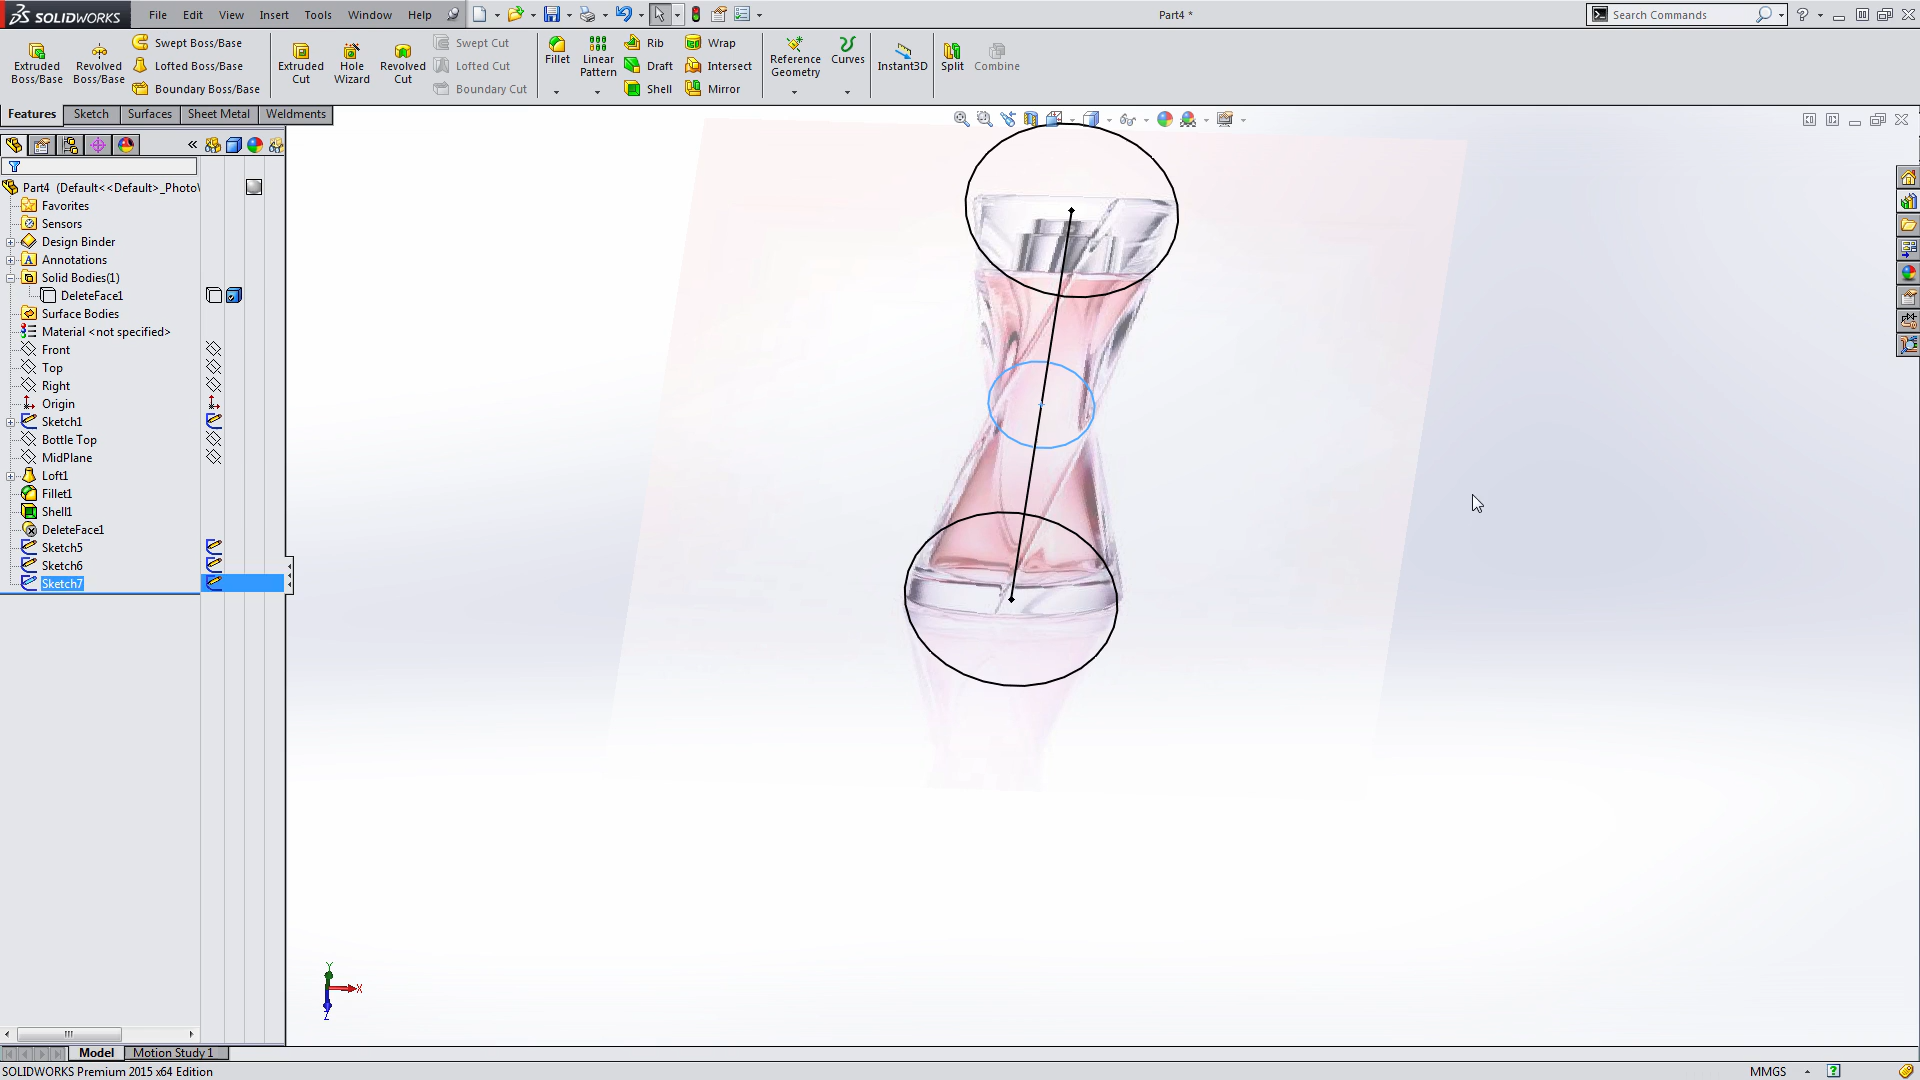 SOLIDWORKS File Edit View Insert Tools Window Help Part4 * Search Commands
Extruded Boss/Base
Revolved Boss/Base
Swept Boss/Base
Lofted Boss/Base
Boundary Boss/Base
Extruded Cut
Hole Wizard
Revolved Cut
Swept Cut
Lofted Cut
Boundary Cut
Fillet
Linear Pattern
Rib
Draft
Shell
Wrap
Intersect
Mirror
Reference Geometry
Curves
Instant3D
Split
Combine
Features Sketch Surfaces Sheet Metal Weldments
Part4 (Default<<Default>_Photo
Favorites
Sensors
Design Binder
Annotations
Solid Bodies(1)
DeleteFace1
Surface Bodies
Material <not specified>
Front
Top
Right
Origin
Sketch1
Bottle Top
MidPlane
Loft1
Fillet1
Shell1
DeleteFace1
Sketch5
Sketch6
Sketch7
Y
X
Z
Model Motion Study 1
SOLIDWORKS Premium 2015 x64 Edition MMGS